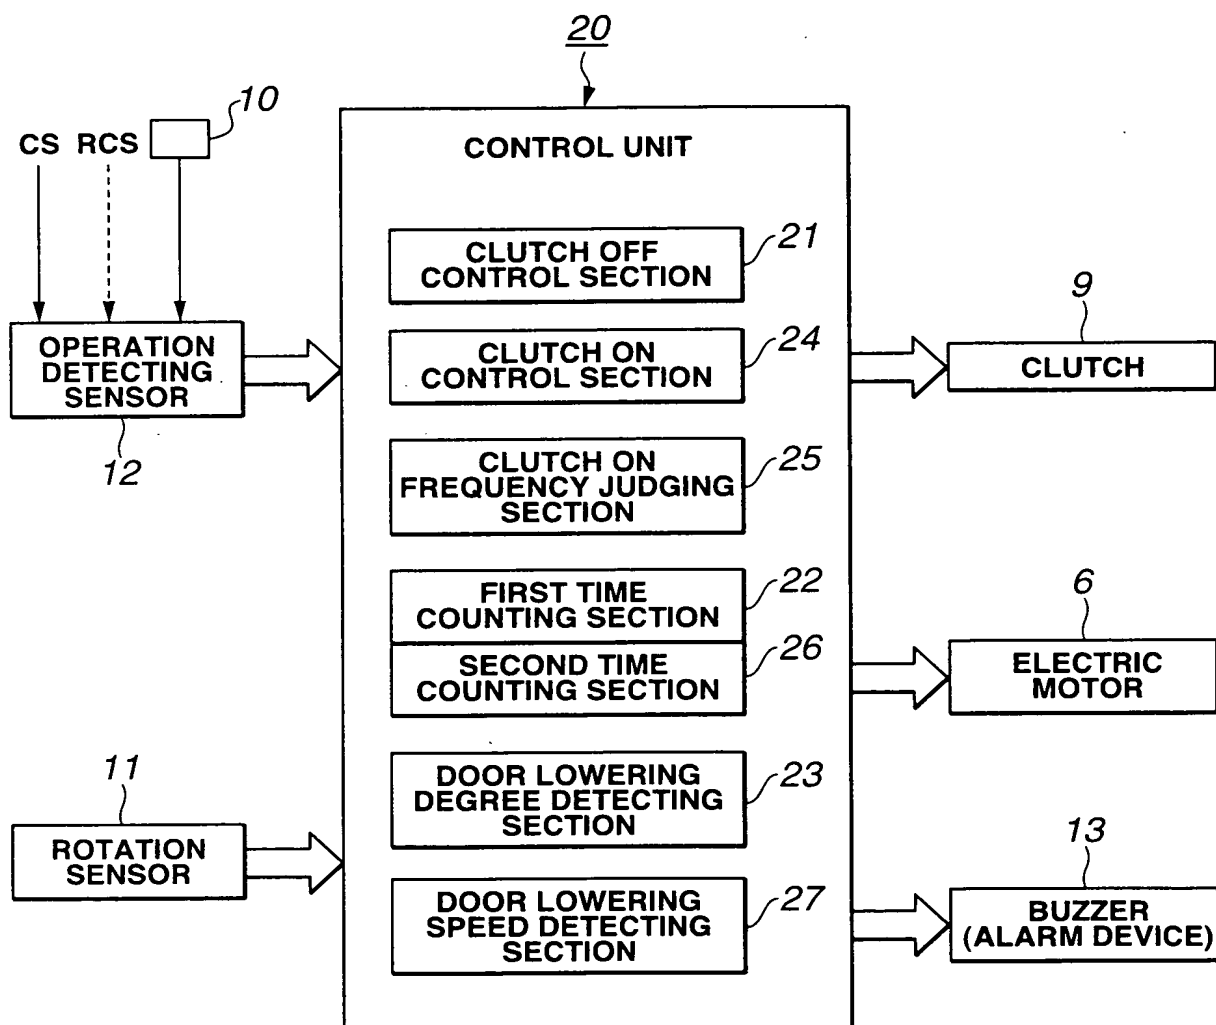 20
10
CS RCS
CONTROL UNIT
CLUTCH OFF
CONTROL SECTION
21
OPERATION
DETECTING
SENSOR
12
CLUTCH ON
CONTROL SECTION
24
9
CLUTCH
CLUTCH ON
FREQUENCY JUDGING
SECTION
25
FIRST TIME
COUNTING SECTION
22
SECOND TIME
COUNTING SECTION
26
6
ELECTRIC
MOTOR
11
ROTATION
SENSOR
DOOR LOWERING
DEGREE DETECTING
SECTION
23
DOOR LOWERING
SPEED DETECTING
SECTION
27
13
BUZZER
(ALARM DEVICE)